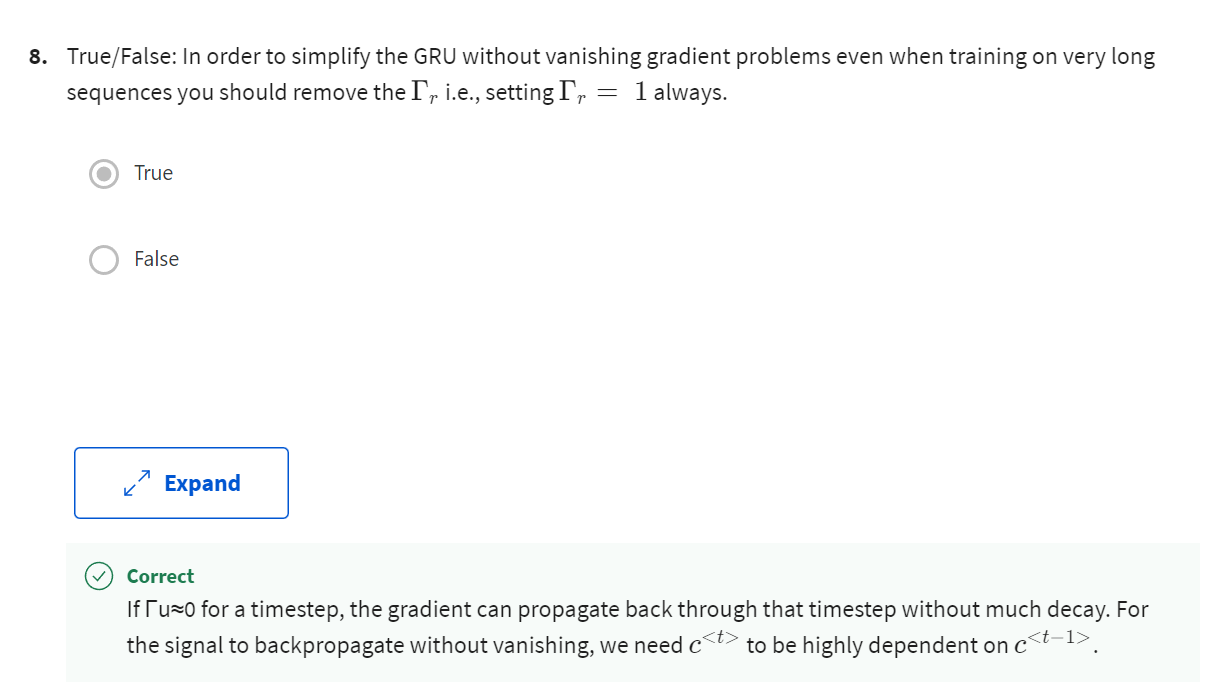 8. True/False: In order to simplify the GRU without vanishing gradient problems even when training on very long
sequences you should remove the Γr i.e., setting Γr = 1 always.
True
False
Expand
Correct
If Γu≈0 for a timestep, the gradient can propagate back through that timestep without much decay. For
the signal to backpropagate without vanishing, we need c<t> to be highly dependent on c<t−1>.